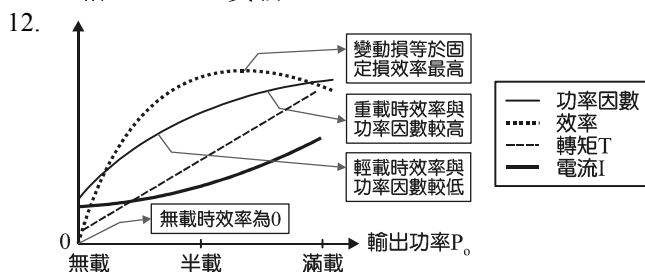 12.
變動損等於固
定損效率最高
重載時效率與
功率因數較高
輕載時效率與
功率因數較低
無載時效率為0
功率因數
效率
轉矩T
電流I
0
無載
半載
滿載
輸出功率Pₒ